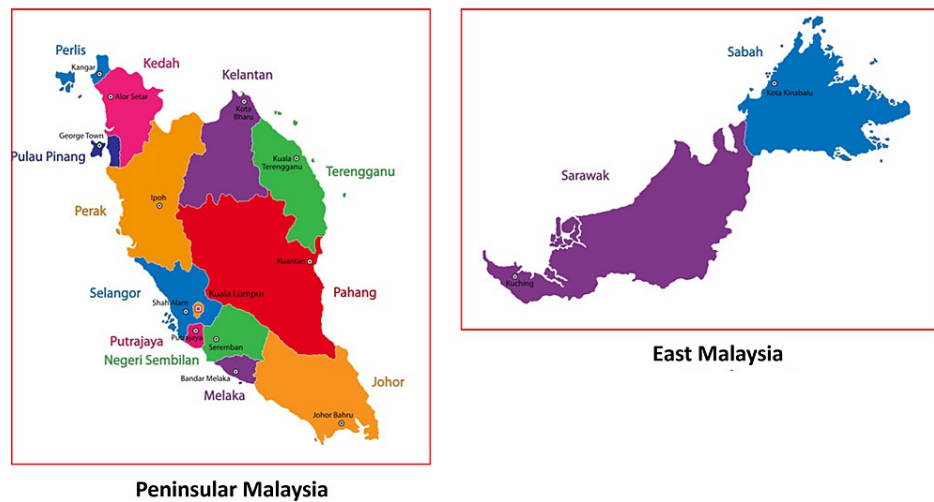 Perlis
Kangar
Kedah
Alor Setar
Kelantan
Kota
Bharu
George Town
Pulau Pinang
Kuala
Terengganu
Terengganu
Perak
Ipoh
Kuantan
Selangor
Kuala Lumpur
Pahang
Shah Alam
Putrajaya
Putrajaya
Seremban
Negeri Sembilan
Bandar Melaka
Melaka
Johor
Johor Bahru
Peninsular Malaysia
Sabah
Kota Kinabalu
Sarawak
Kuching
East Malaysia